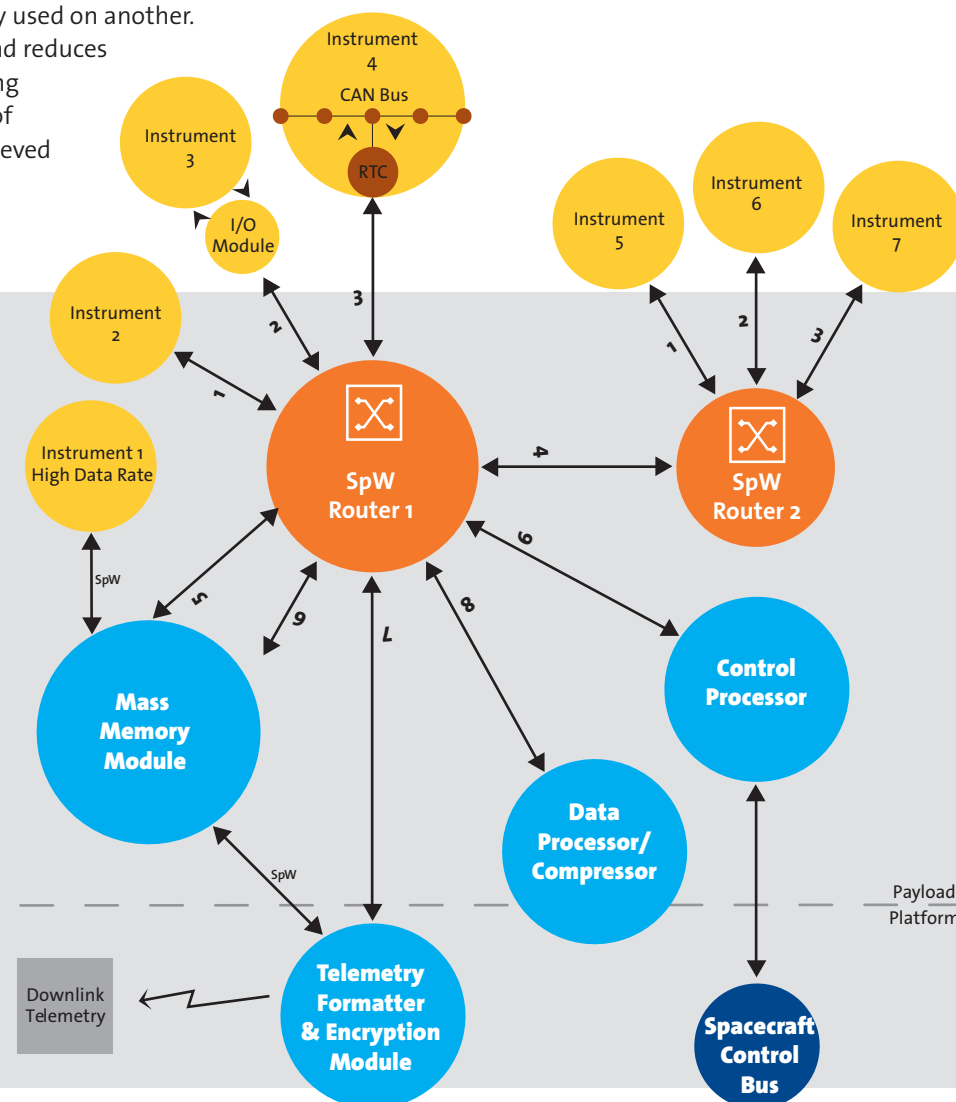 y used on another.
nd reduces
ng
of
eved
Instrument
4
CAN Bus
RTC
Instrument
3
I/O
Module
Instrument
2
Instrument 1
High Data Rate
Instrument
5
Instrument
6
Instrument
7
1
2
3
1
2
3
4
SpW
Router 1
SpW
Router 2
SpW
5
6
7
8
9
Mass
Memory
Module
Control
Processor
Data
Processor/
Compressor
SpW
Payload
Platform
Downlink
Telemetry
Telemetry
Formatter
& Encryption
Module
Spacecraft
Control
Bus